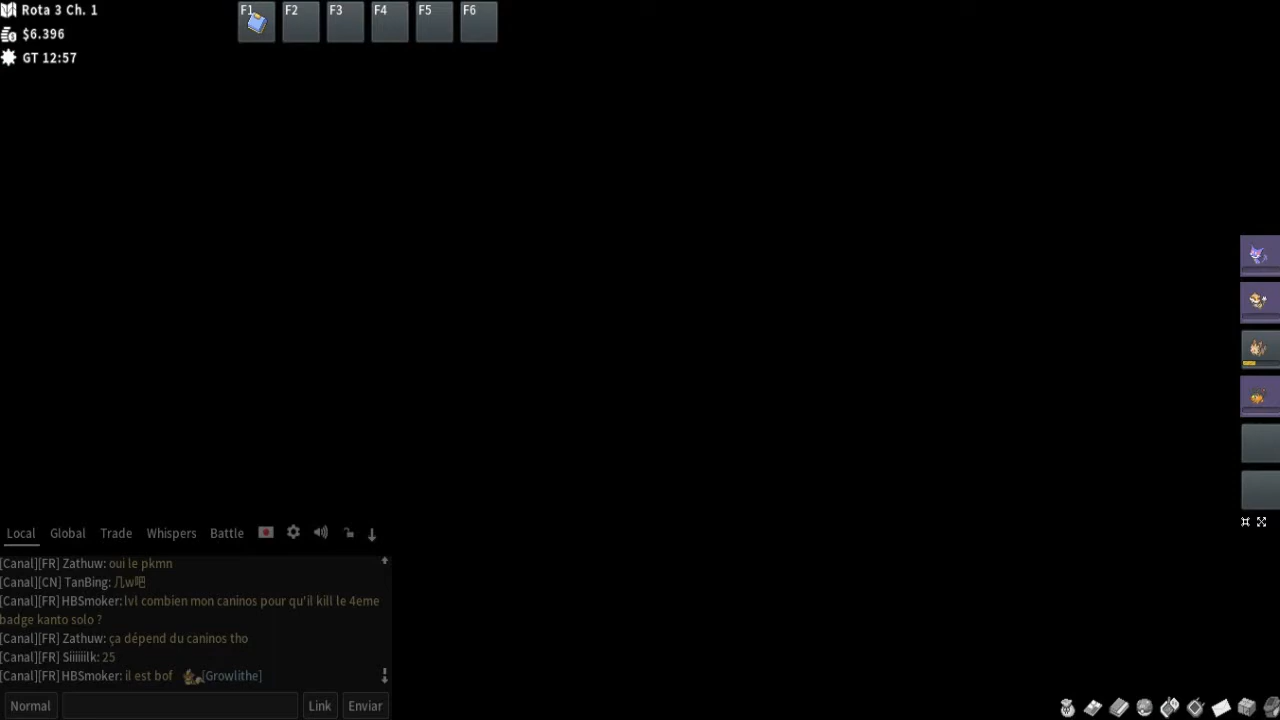 Rota 3 Ch. 1
$6.396
GT 12:57
F1 F2 F3 F4 F5 F6
Local Global Trade Whispers Battle
[Canal][FR] Zathuw: oui le pkmn
[Canal][CN] TanBing: 几w吧
[Canal][FR] HBSmoker: lvl combien mon caninos pour qu'il kill le 4eme
badge kanto solo ?
[Canal][FR] Zathuw: ça dépend du caninos tho
[Canal][FR] Siiiiiilk: 25
[Canal][FR] HBSmoker: il est bof [Growlithe]
Normal Link Enviar